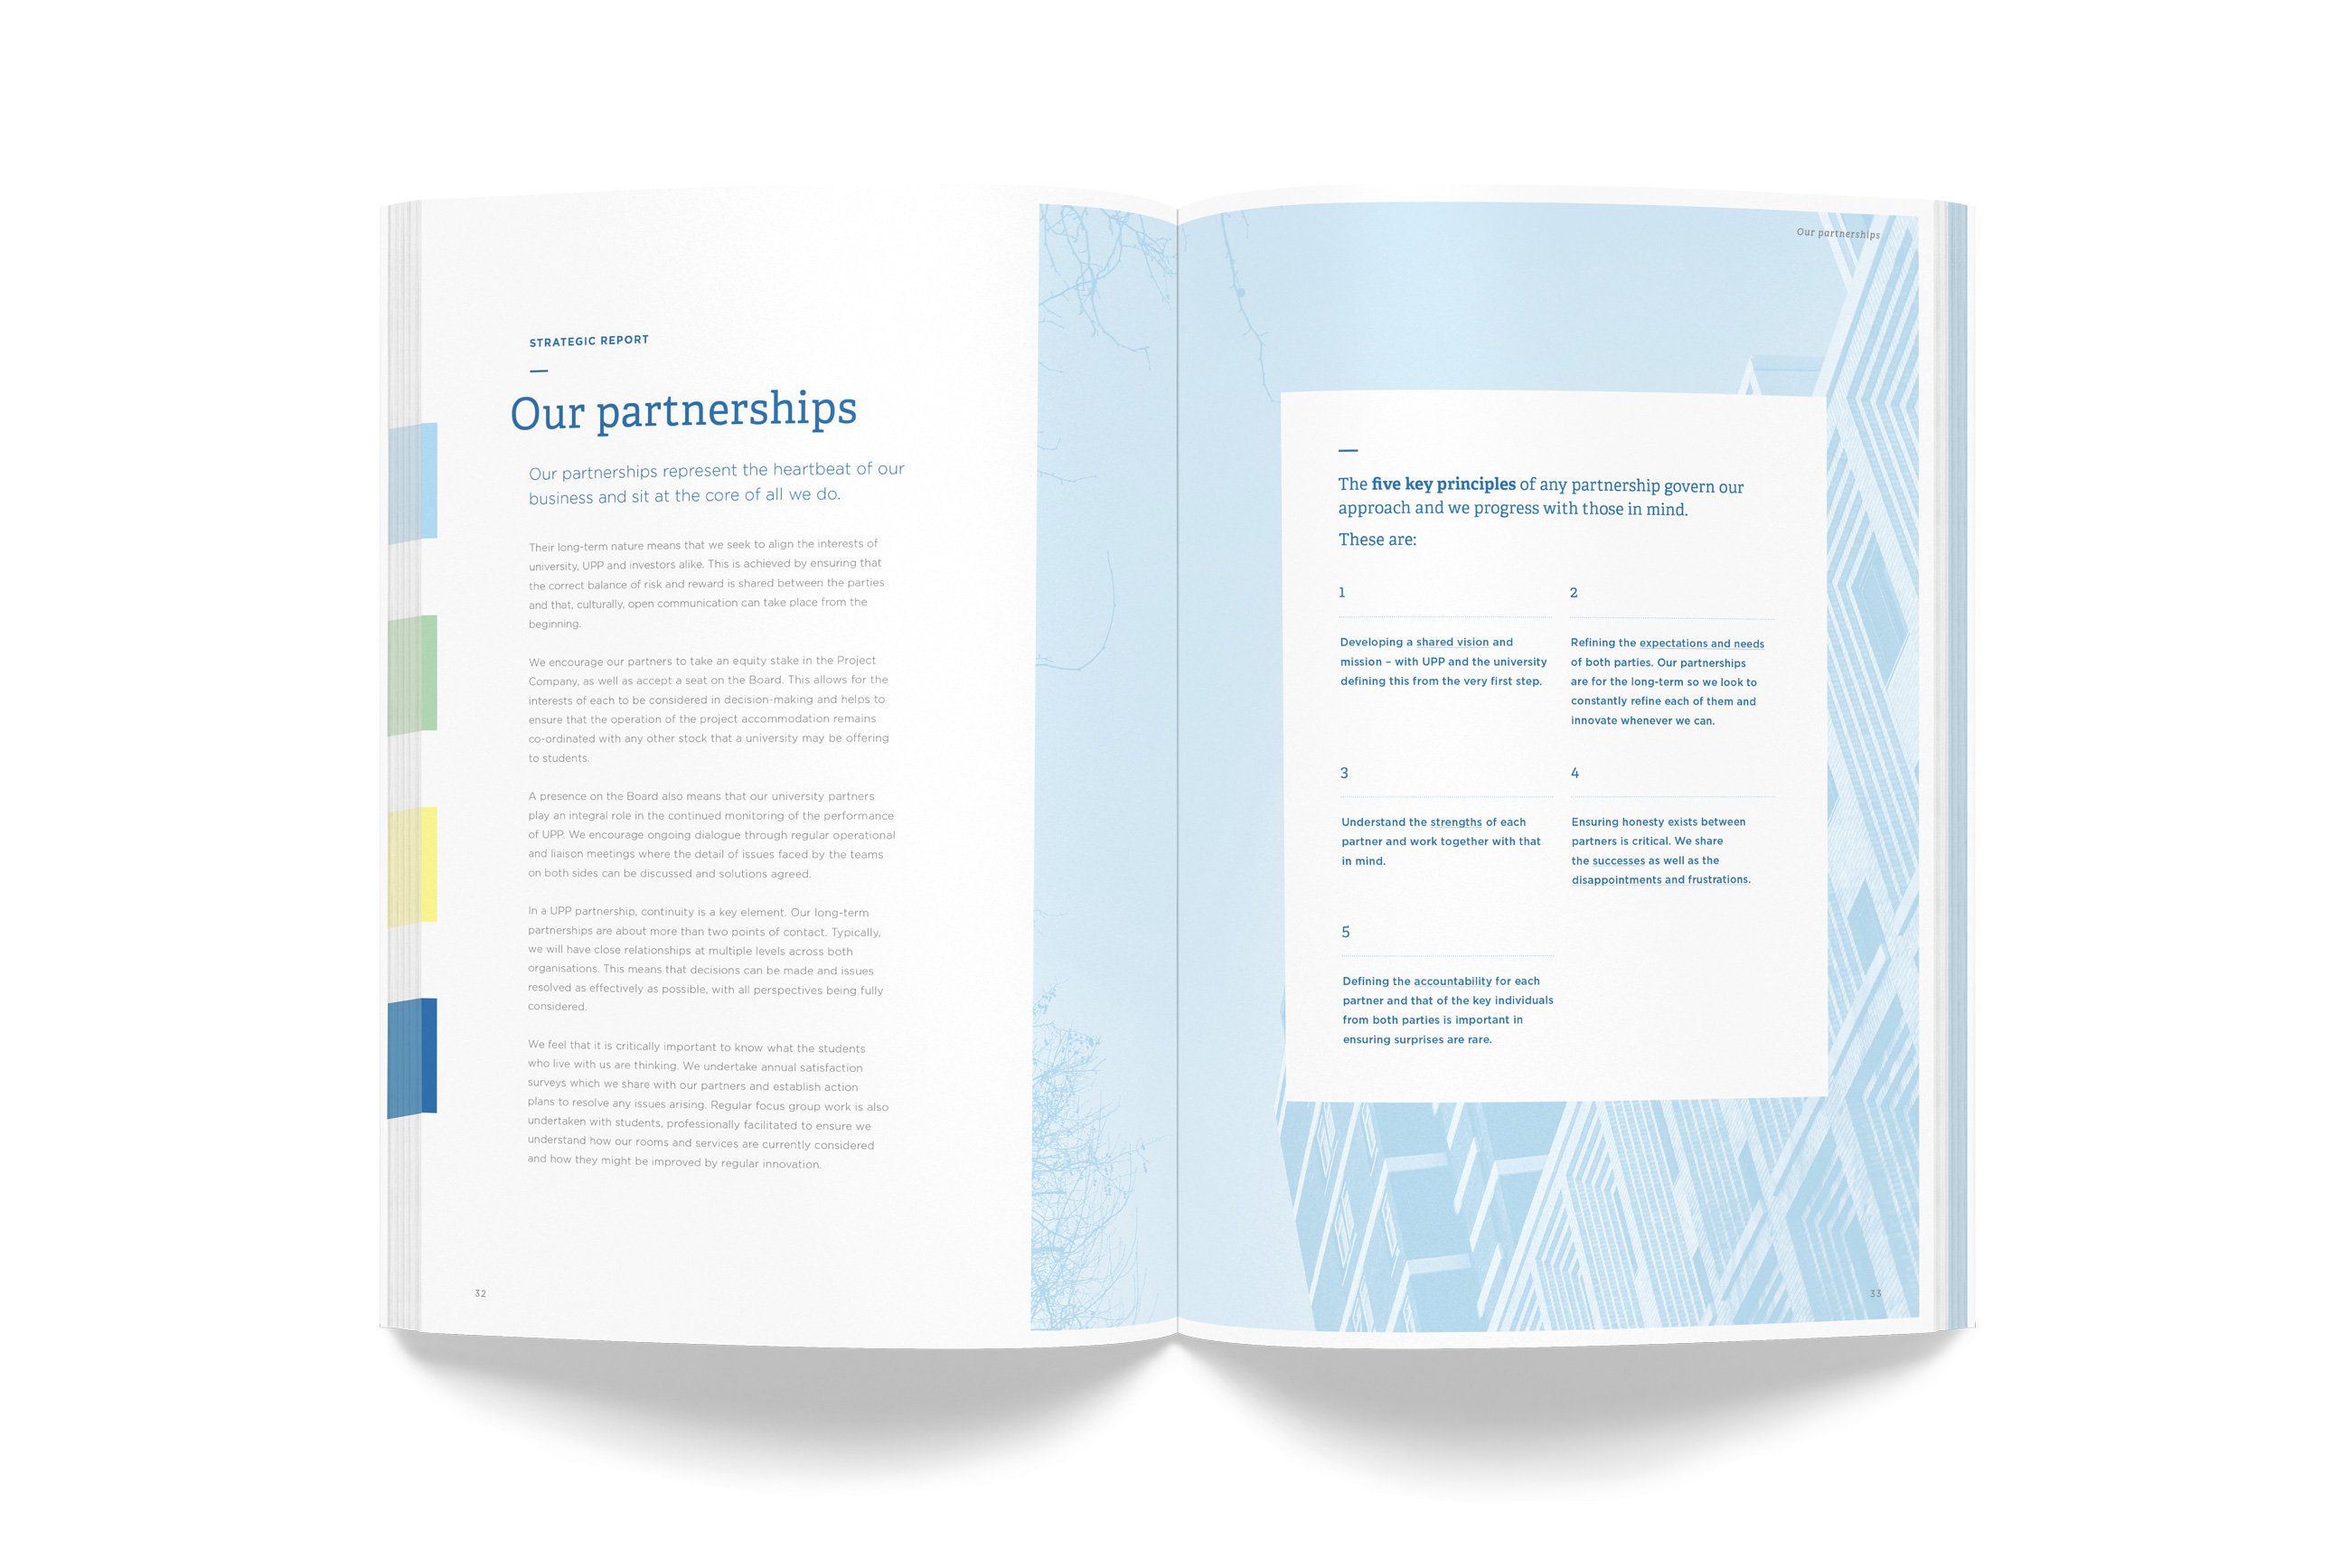 STRATEGIC REPORT
Our partnerships
Our partnerships represent the heartbeat of our
business and sit at the core of all we do.
Their long-term nature means that we seek to align the interests of
university, UPP and investors alike. This is achieved by ensuring that
the correct balance of risk and reward is shared between the parties
and that, culturally, open communication can take place from the
beginning.
We encourage our partners to take an equity stake in the Project
Company, as well as accept a seat on the Board. This allows for the
interests of each to be considered in decision-making and helps to
ensure that the operation of the project accommodation remains
co-ordinated with any other stock that a university may be offering
to students.
A presence on the Board also means that our university partners
play an integral role in the continued monitoring of the performance
of UPP. We encourage ongoing dialogue through regular operational
and liaison meetings where the detail of issues faced by the teams
on both sides can be discussed and solutions agreed.
In a UPP partnership, continuity is a key element. Our long-term
partnerships are about more than two points of contact. Typically,
we will have close relationships at multiple levels across both
organisations. This means that decisions can be made and issues
resolved as effectively as possible, with all perspectives being fully
considered.
We feel that it is critically important to know what the students
who live with us are thinking. We undertake annual satisfaction
surveys which we share with our partners and establish action
plans to resolve any issues arising. Regular focus group work is also
undertaken with students, professionally facilitated to ensure we
understand how our rooms and services are currently considered
and how they might be improved by regular innovation.
32
Our partnerships
The five key principles of any partnership govern our
approach and we progress with those in mind.
These are:
1
Developing a shared vision and
mission – with UPP and the university
defining this from the very first step.
2
Refining the expectations and needs
of both parties. Our partnerships
are for the long-term so we look to
constantly refine each of them and
innovate whenever we can.
3
Understand the strengths of each
partner and work together with that
in mind.
4
Ensuring honesty exists between
partners is critical. We share
the successes as well as the
disappointments and frustrations.
5
Defining the accountability for each
partner and that of the key individuals
from both parties is important in
ensuring surprises are rare.
33